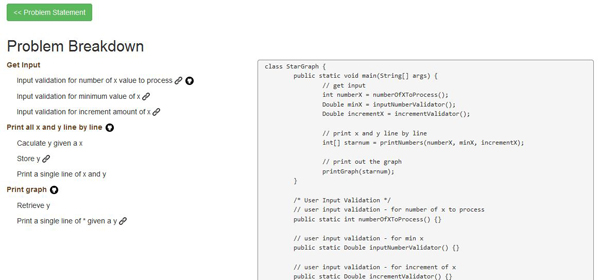 << Problem Statement
Problem Breakdown
Get Input
Input validation for number of x value to process
Input validation for minimum value of x
Input validation for increment amount of x
Print all x and y line by line
Caculate y given a x
Store y
Print a single line of x and y
Print graph
Retrieve y
Print a single line of * given a y
class StarGraph {
public static void main(String[] args) {
// get input
int numberX = numberOfXToProcess();
Double minX = inputNumberValidator();
Double incrementX = incrementValidator();
// print x and y line by line
int[] starnum = printNumbers(numberX, minX, incrementX);
// print out the graph
printGraph(starnum);
}
/* User Input Validation */
// user input validation - for number of x to process
public static int numberOfXToProcess() {}
// user input validation - for min x
public static Double inputNumberValidator() {}
// user input validation - for increment of x
public static Double incrementValidator() {}